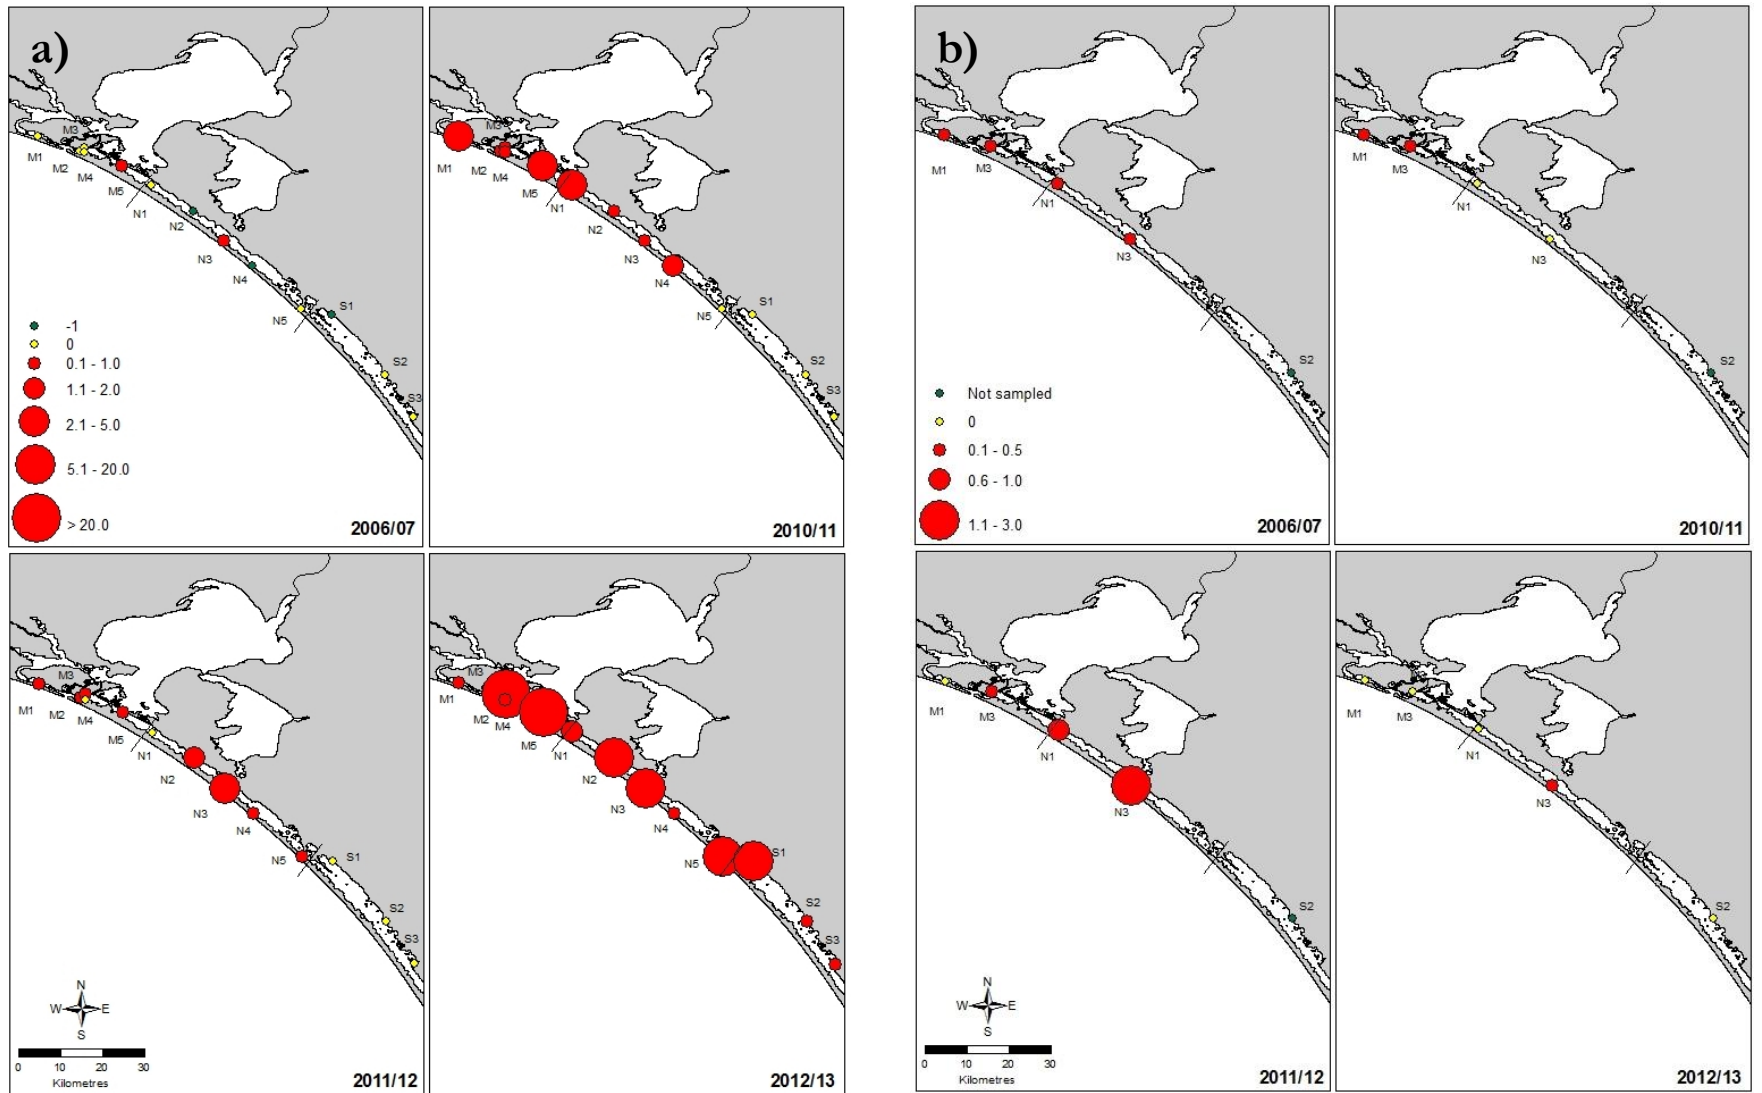 a)
M3
M1
M2
M4
M5
N1
N2
N3
N4
N5
S1
S2
S3
-1
0
0.1 - 1.0
1.1 - 2.0
2.1 - 5.0
5.1 - 20.0
> 20.0
2006/07
M3
M1
M2
M4
M5
N1
N2
N3
N4
N5
S1
S2
S3
2010/11
M3
M1
M2
M4
M5
N1
N2
N3
N4
N5
S1
S2
S3
N
W
E
S
0 10 20 30
Kilometres
2011/12
M3
M1
M2
M4
M5
N1
N2
N3
N4
N5
S1
S2
S3
2012/13
b)
M1
M3
N1
N3
S2
Not sampled
0
0.1 - 0.5
0.6 - 1.0
1.1 - 3.0
2006/07
M1
M3
N1
N3
S2
2010/11
M1
M3
N1
N3
S2
N
W
E
S
0 10 20 30
Kilometres
2011/12
M1
M3
N1
N3
S2
2012/13